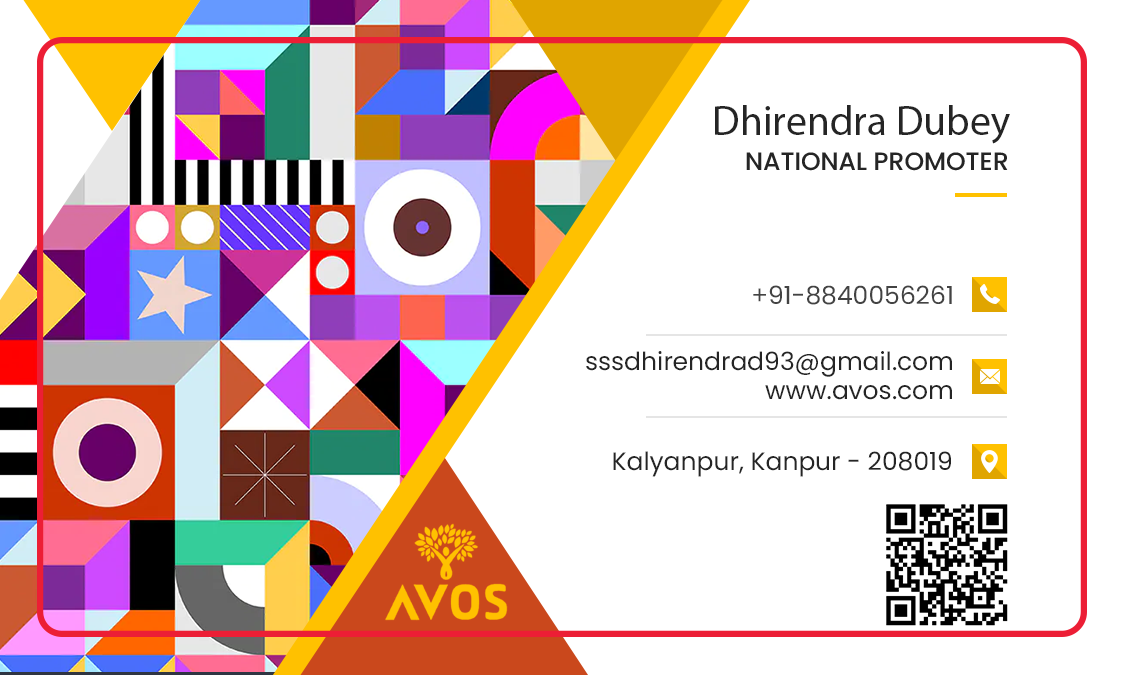 Dhirendra Dubey
NATIONAL PROMOTER
+91-8840056261
sssdhirendrad93@gmail.com
www.avos.com
Kalyanpur, Kanpur - 208019
AVOS